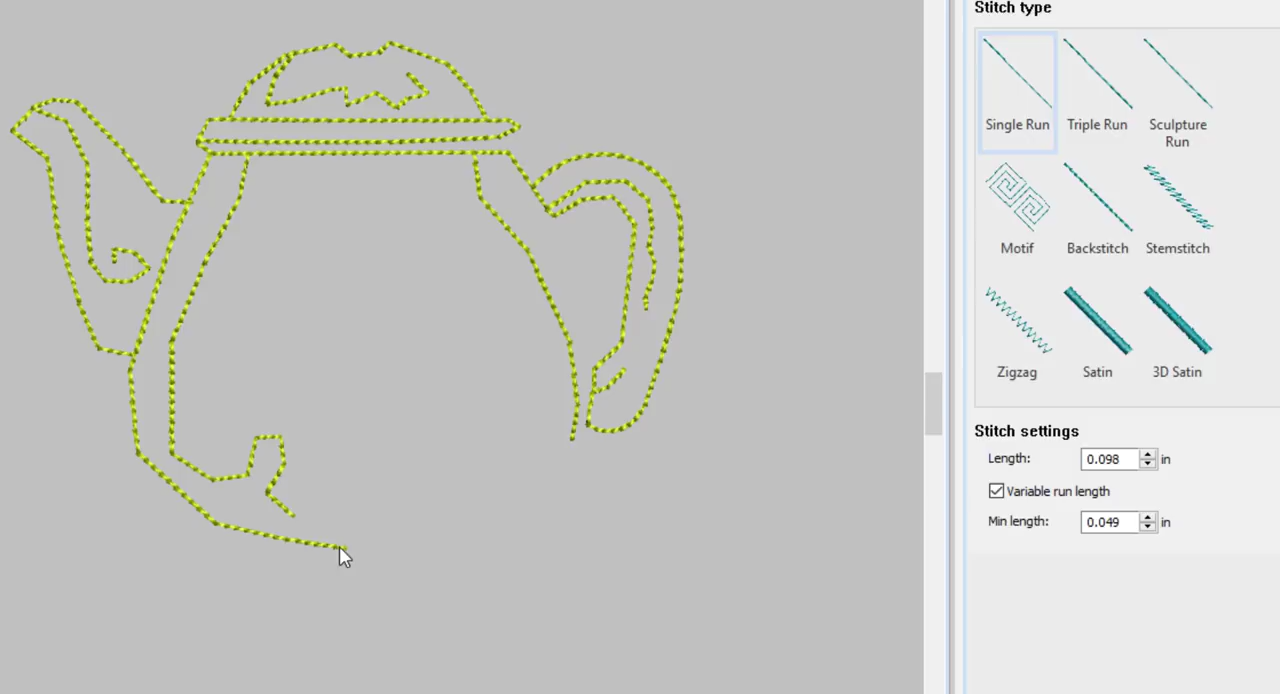 Stitch type
Single Run
Triple Run
Sculpture
Run
Motif
Backstitch
Stemstitch
Zigzag
Satin
3D Satin
Stitch settings
Length: 0.098 in
Variable run length
Min length: 0.049 in